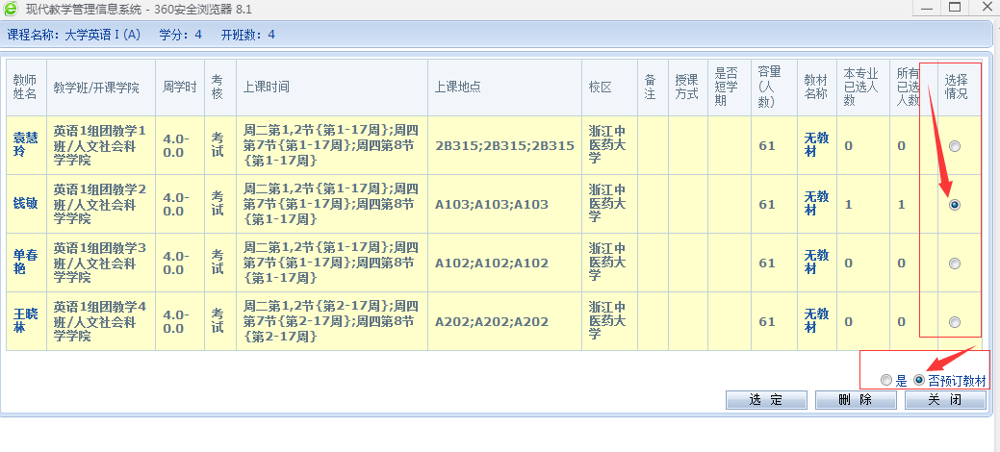 现代教学管理信息系统 - 360安全浏览器 8.1
课程名称：大学英语Ⅰ(A) 学分：4 开班数：4
教师姓名 教学班/开课学院 周学时 考核 上课时间 上课地点 校区 备注 授课方式 是否短学期 容量(人数) 教材名称 本专业已选人数 所有已选人数 选择情况
袁慧玲 英语1组团教学1班/人文社会科学学院 4.0-0.0 考试 周二第1,2节{第1-17周};周四第7节{第1-17周};周四第8节{第1-17周} 2B315;2B315;2B315 浙江中医药大学 61 无教材 0 0
钱敏 英语1组团教学2班/人文社会科学学院 4.0-0.0 考试 周二第1,2节{第1-17周};周四第7节{第1-17周};周四第8节{第1-17周} A103;A103;A103 浙江中医药大学 61 无教材 1 1
单春艳 英语1组团教学3班/人文社会科学学院 4.0-0.0 考试 周二第1,2节{第1-17周};周四第7节{第1-17周};周四第8节{第1-17周} A102;A102;A102 浙江中医药大学 61 无教材 0 0
王晓林 英语1组团教学4班/人文社会科学学院 4.0-0.0 考试 周二第1,2节{第2-17周};周四第7节{第2-17周};周四第8节{第2-17周} A202;A202;A202 浙江中医药大学 61 无教材 0 0
是 否预订教材
选 定 删 除 关 闭